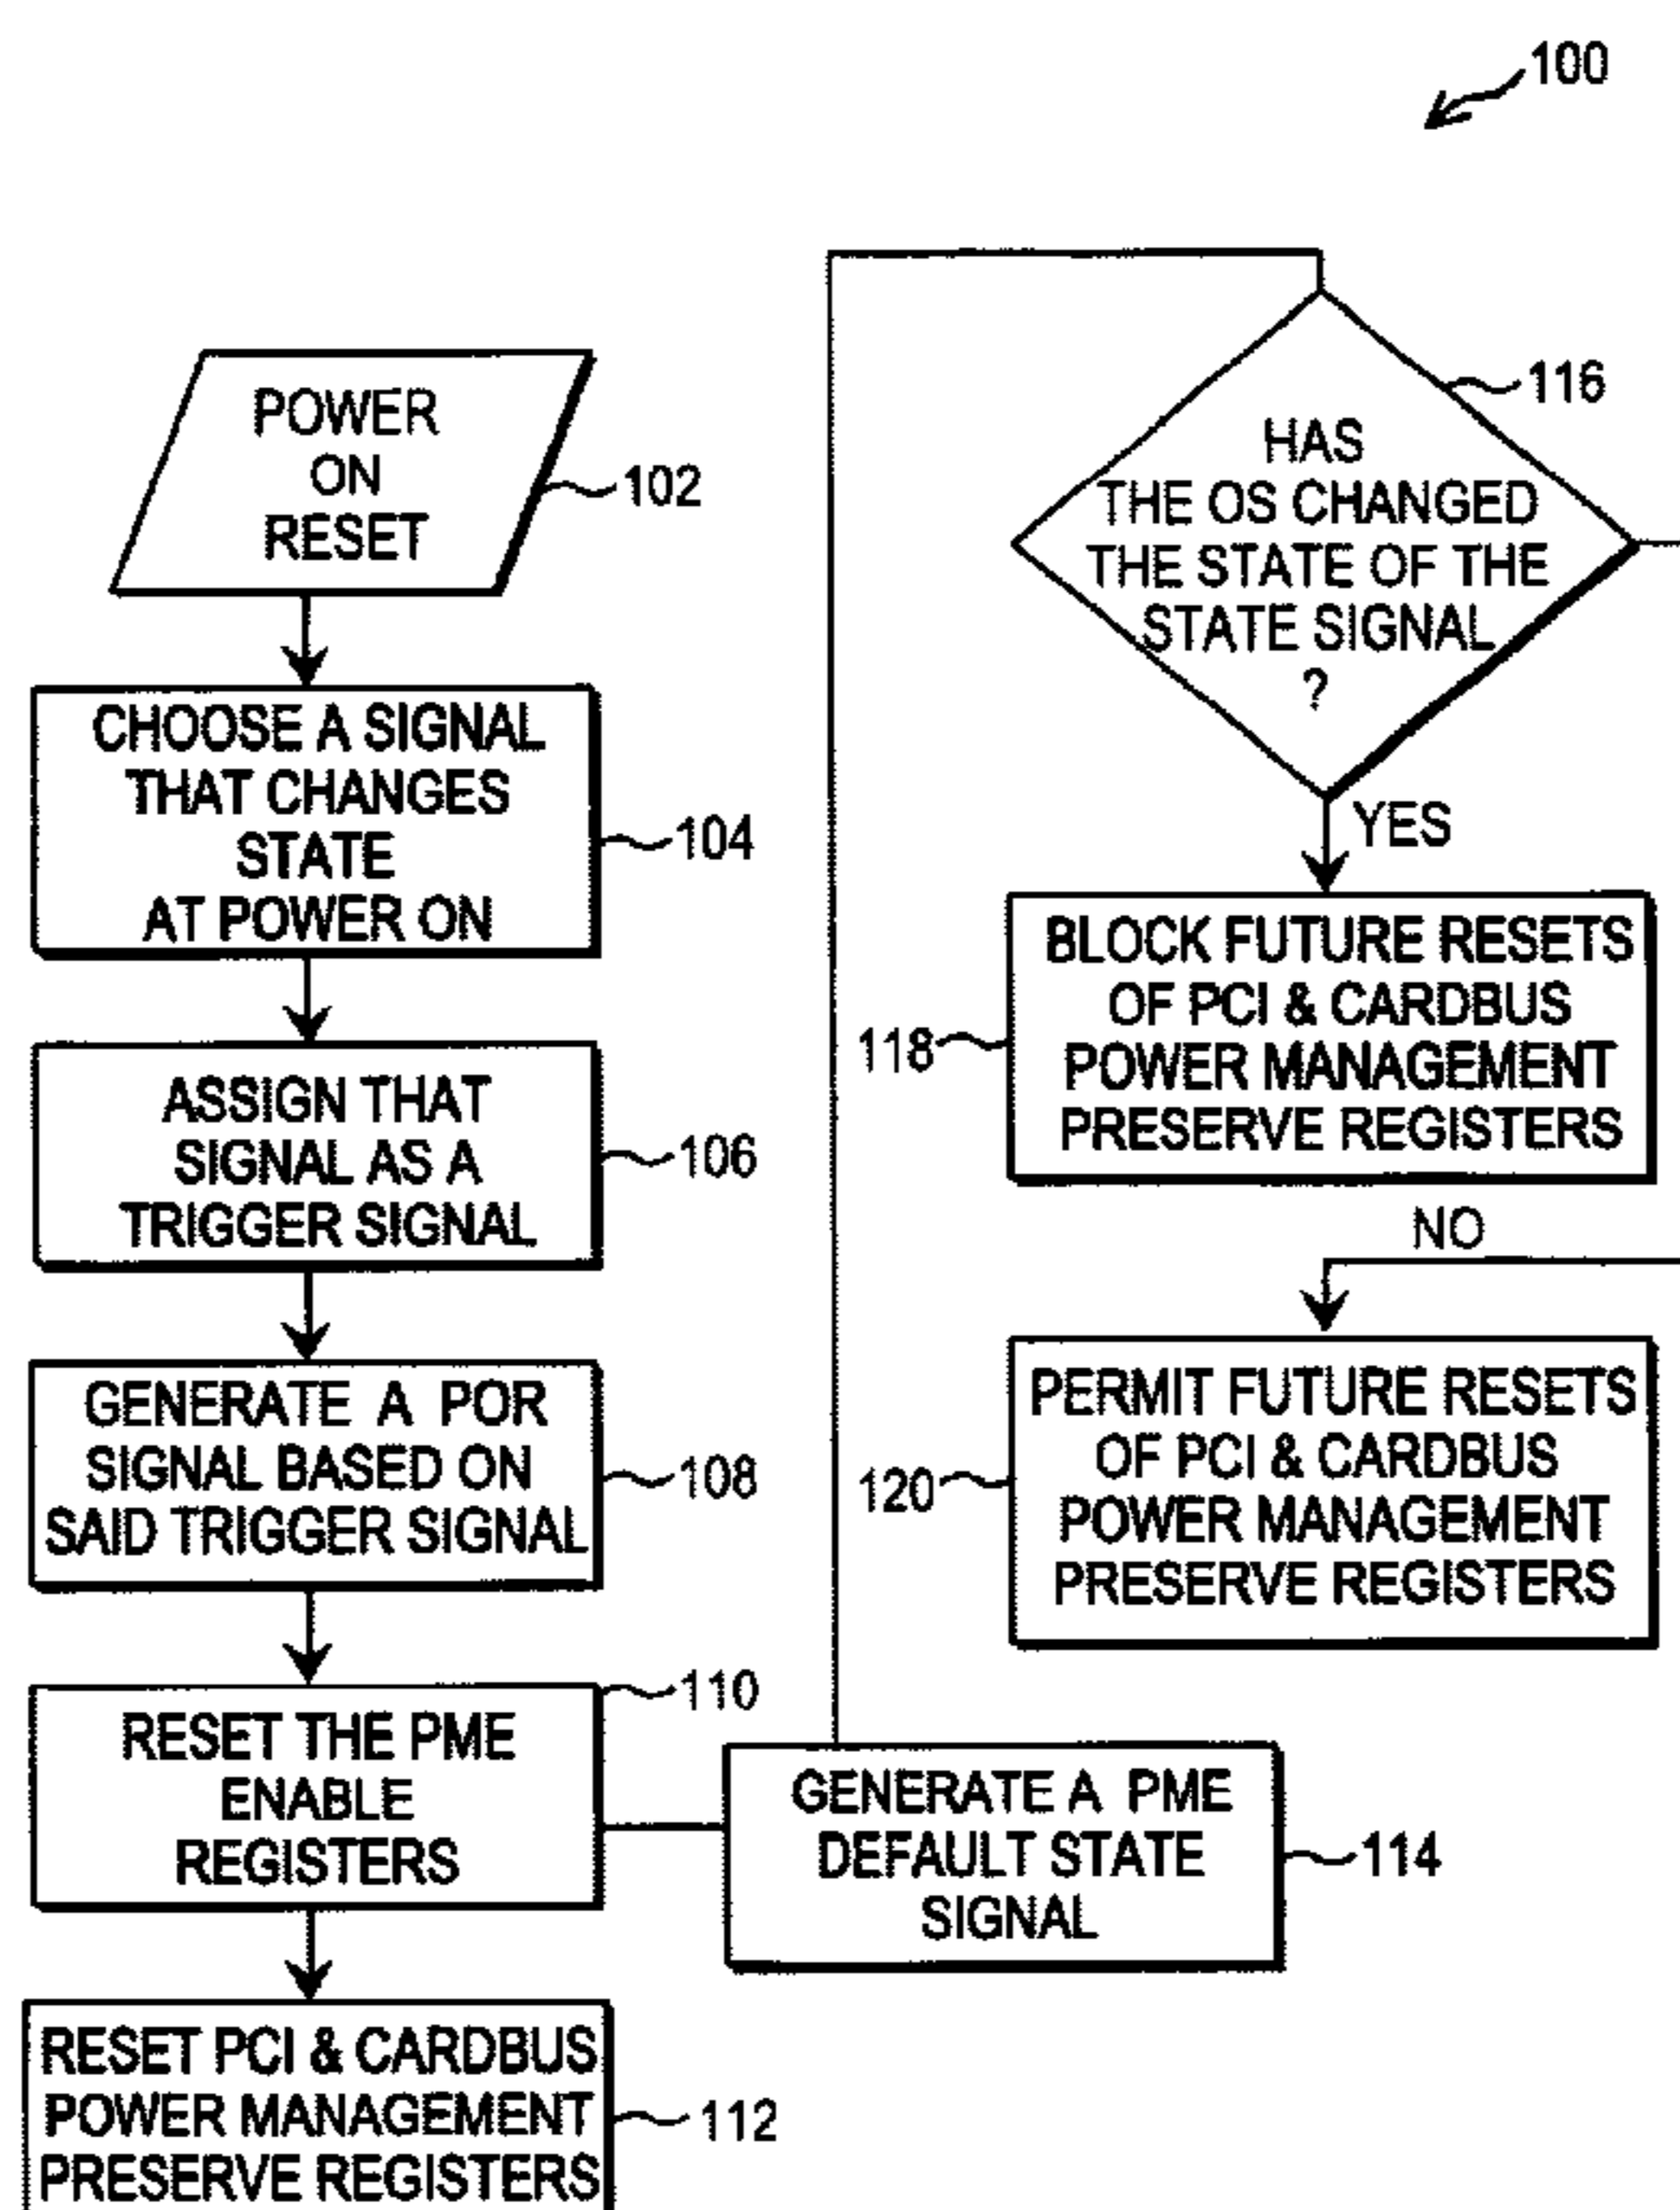 100
POWER
ON
RESET
102
CHOOSE A SIGNAL
THAT CHANGES
STATE
AT POWER ON
104
ASSIGN THAT
SIGNAL AS A
TRIGGER SIGNAL
106
GENERATE A POR
SIGNAL BASED ON
SAID TRIGGER SIGNAL
108
RESET THE PME
ENABLE
REGISTERS
110
RESET PCI & CARDBUS
POWER MANAGEMENT
PRESERVE REGISTERS
112
GENERATE A PME
DEFAULT STATE
SIGNAL
114
HAS
THE OS CHANGED
THE STATE OF THE
STATE SIGNAL
?
116
YES
BLOCK FUTURE RESETS
OF PCI & CARDBUS
POWER MANAGEMENT
PRESERVE REGISTERS
118
NO
PERMIT FUTURE RESETS
OF PCI & CARDBUS
POWER MANAGEMENT
PRESERVE REGISTERS
120